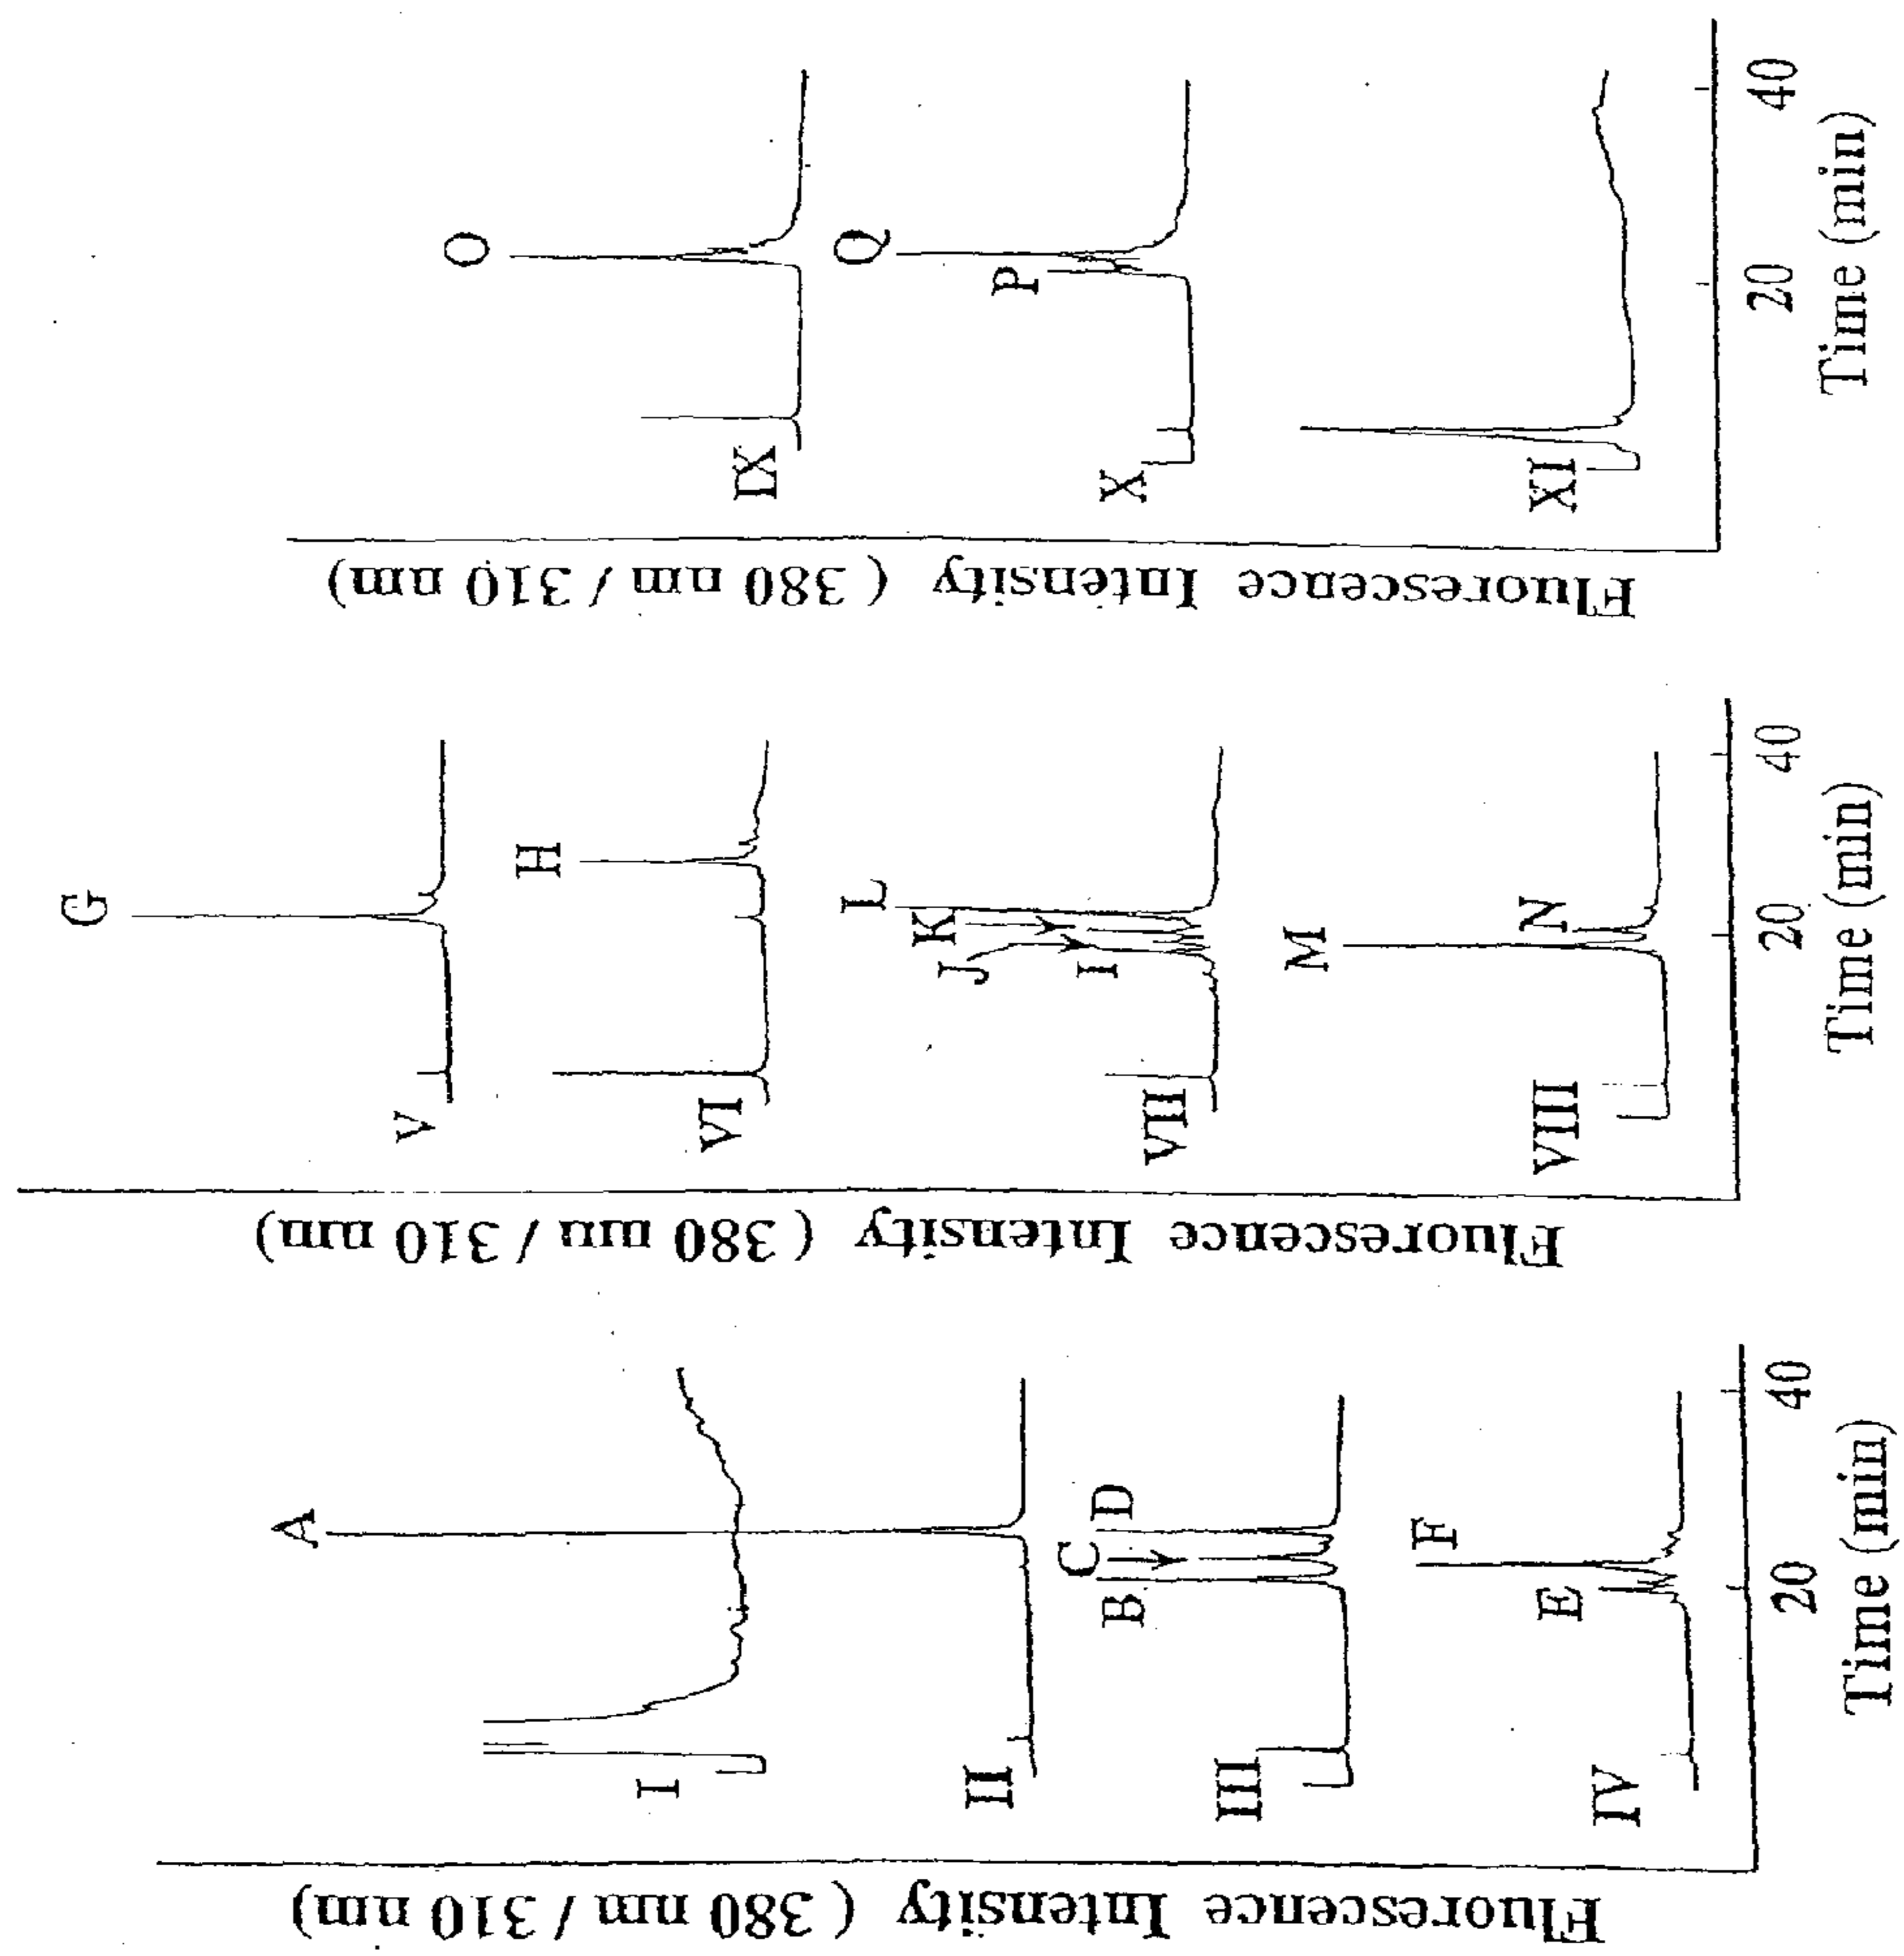 Fluorescence Intensity ( 380 nm / 310 nm)
A
I
II
B
C
D
III
E
F
IV
20
40
Time (min)
Fluorescence Intensity ( 380 nm / 310 nm)
G
V
H
VI
I
J
K
L
VII
M
N
VIII
20
40
Time (min)
Fluorescence Intensity ( 380 nm / 310 nm)
O
IX
P
Q
X
XI
20
40
Time (min)